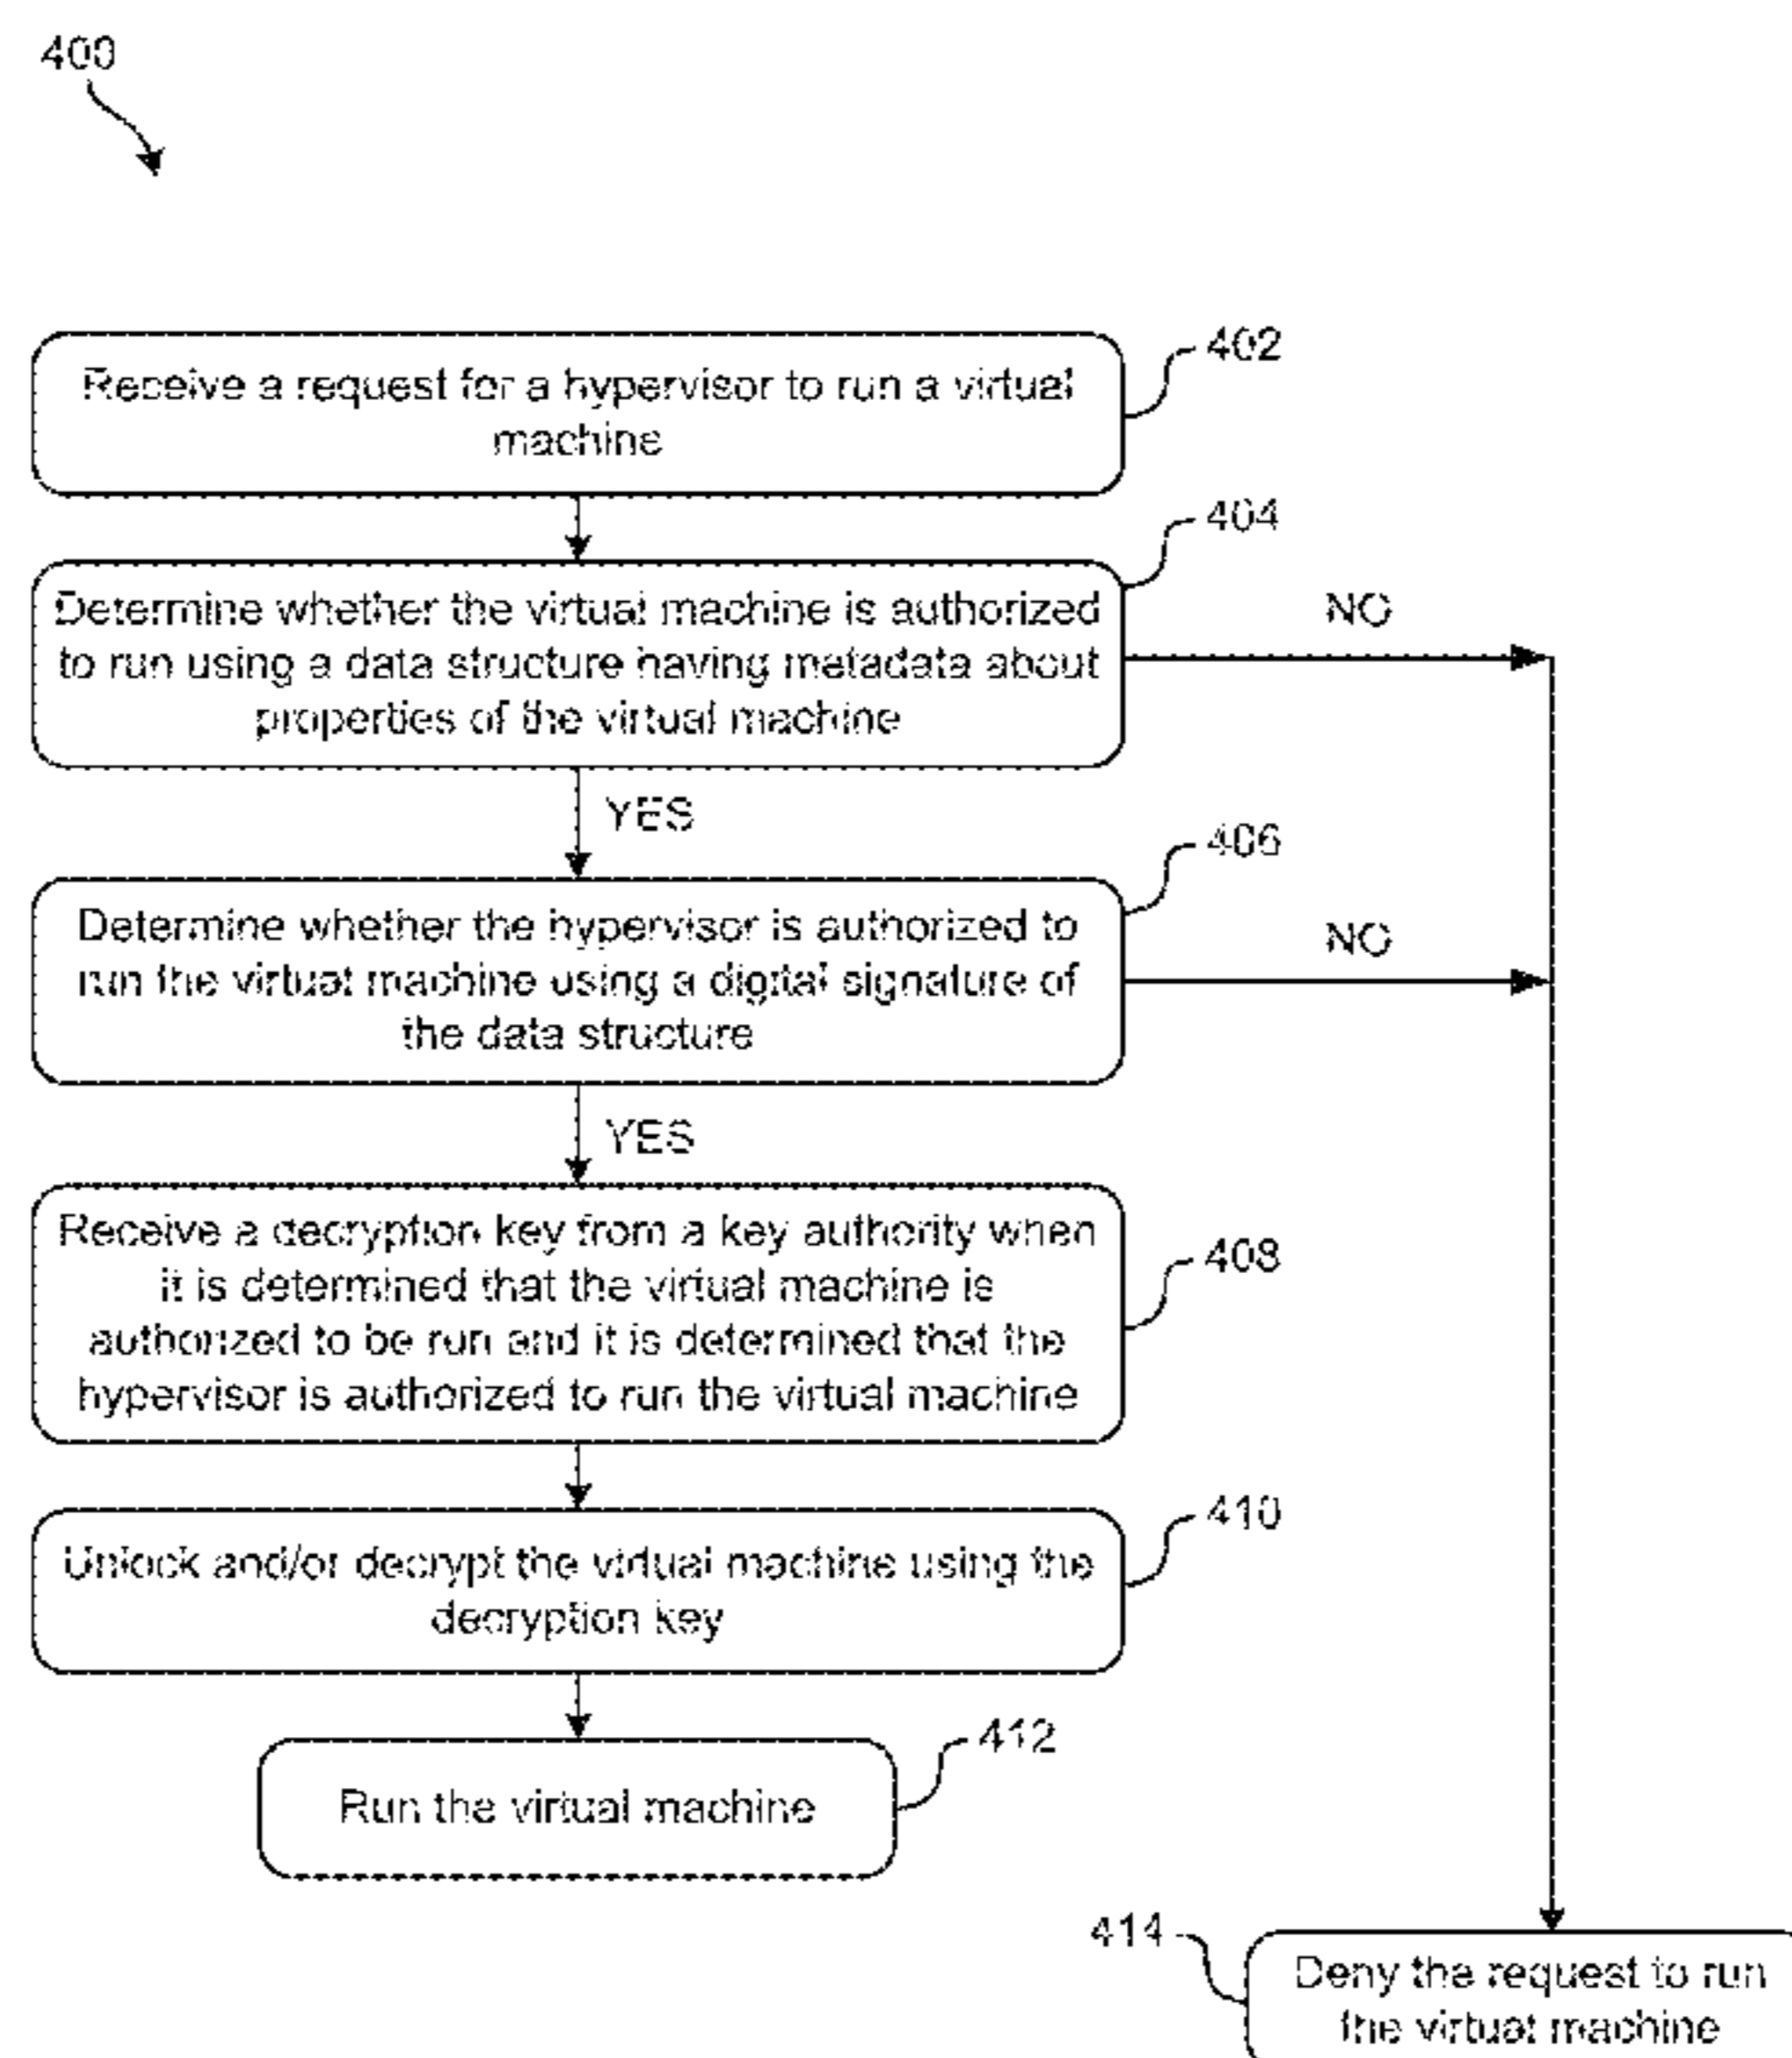 400
402
Receive a request for a hypervisor to run a virtual
machine
404
Determine whether the virtual machine is authorized
to run using a data structure having metadata about
properties of the virtual machine
NO
YES
406
Determine whether the hypervisor is authorized to
run the virtual machine using a digital signature of
the data structure
NO
YES
408
Receive a decryption key from a key authority when
it is determined that the virtual machine is
authorized to be run and it is determined that the
hypervisor is authorized to run the virtual machine
410
Unlock and/or decrypt the virtual machine using the
decryption key
412
Run the virtual machine
414
Deny the request to run
the virtual machine